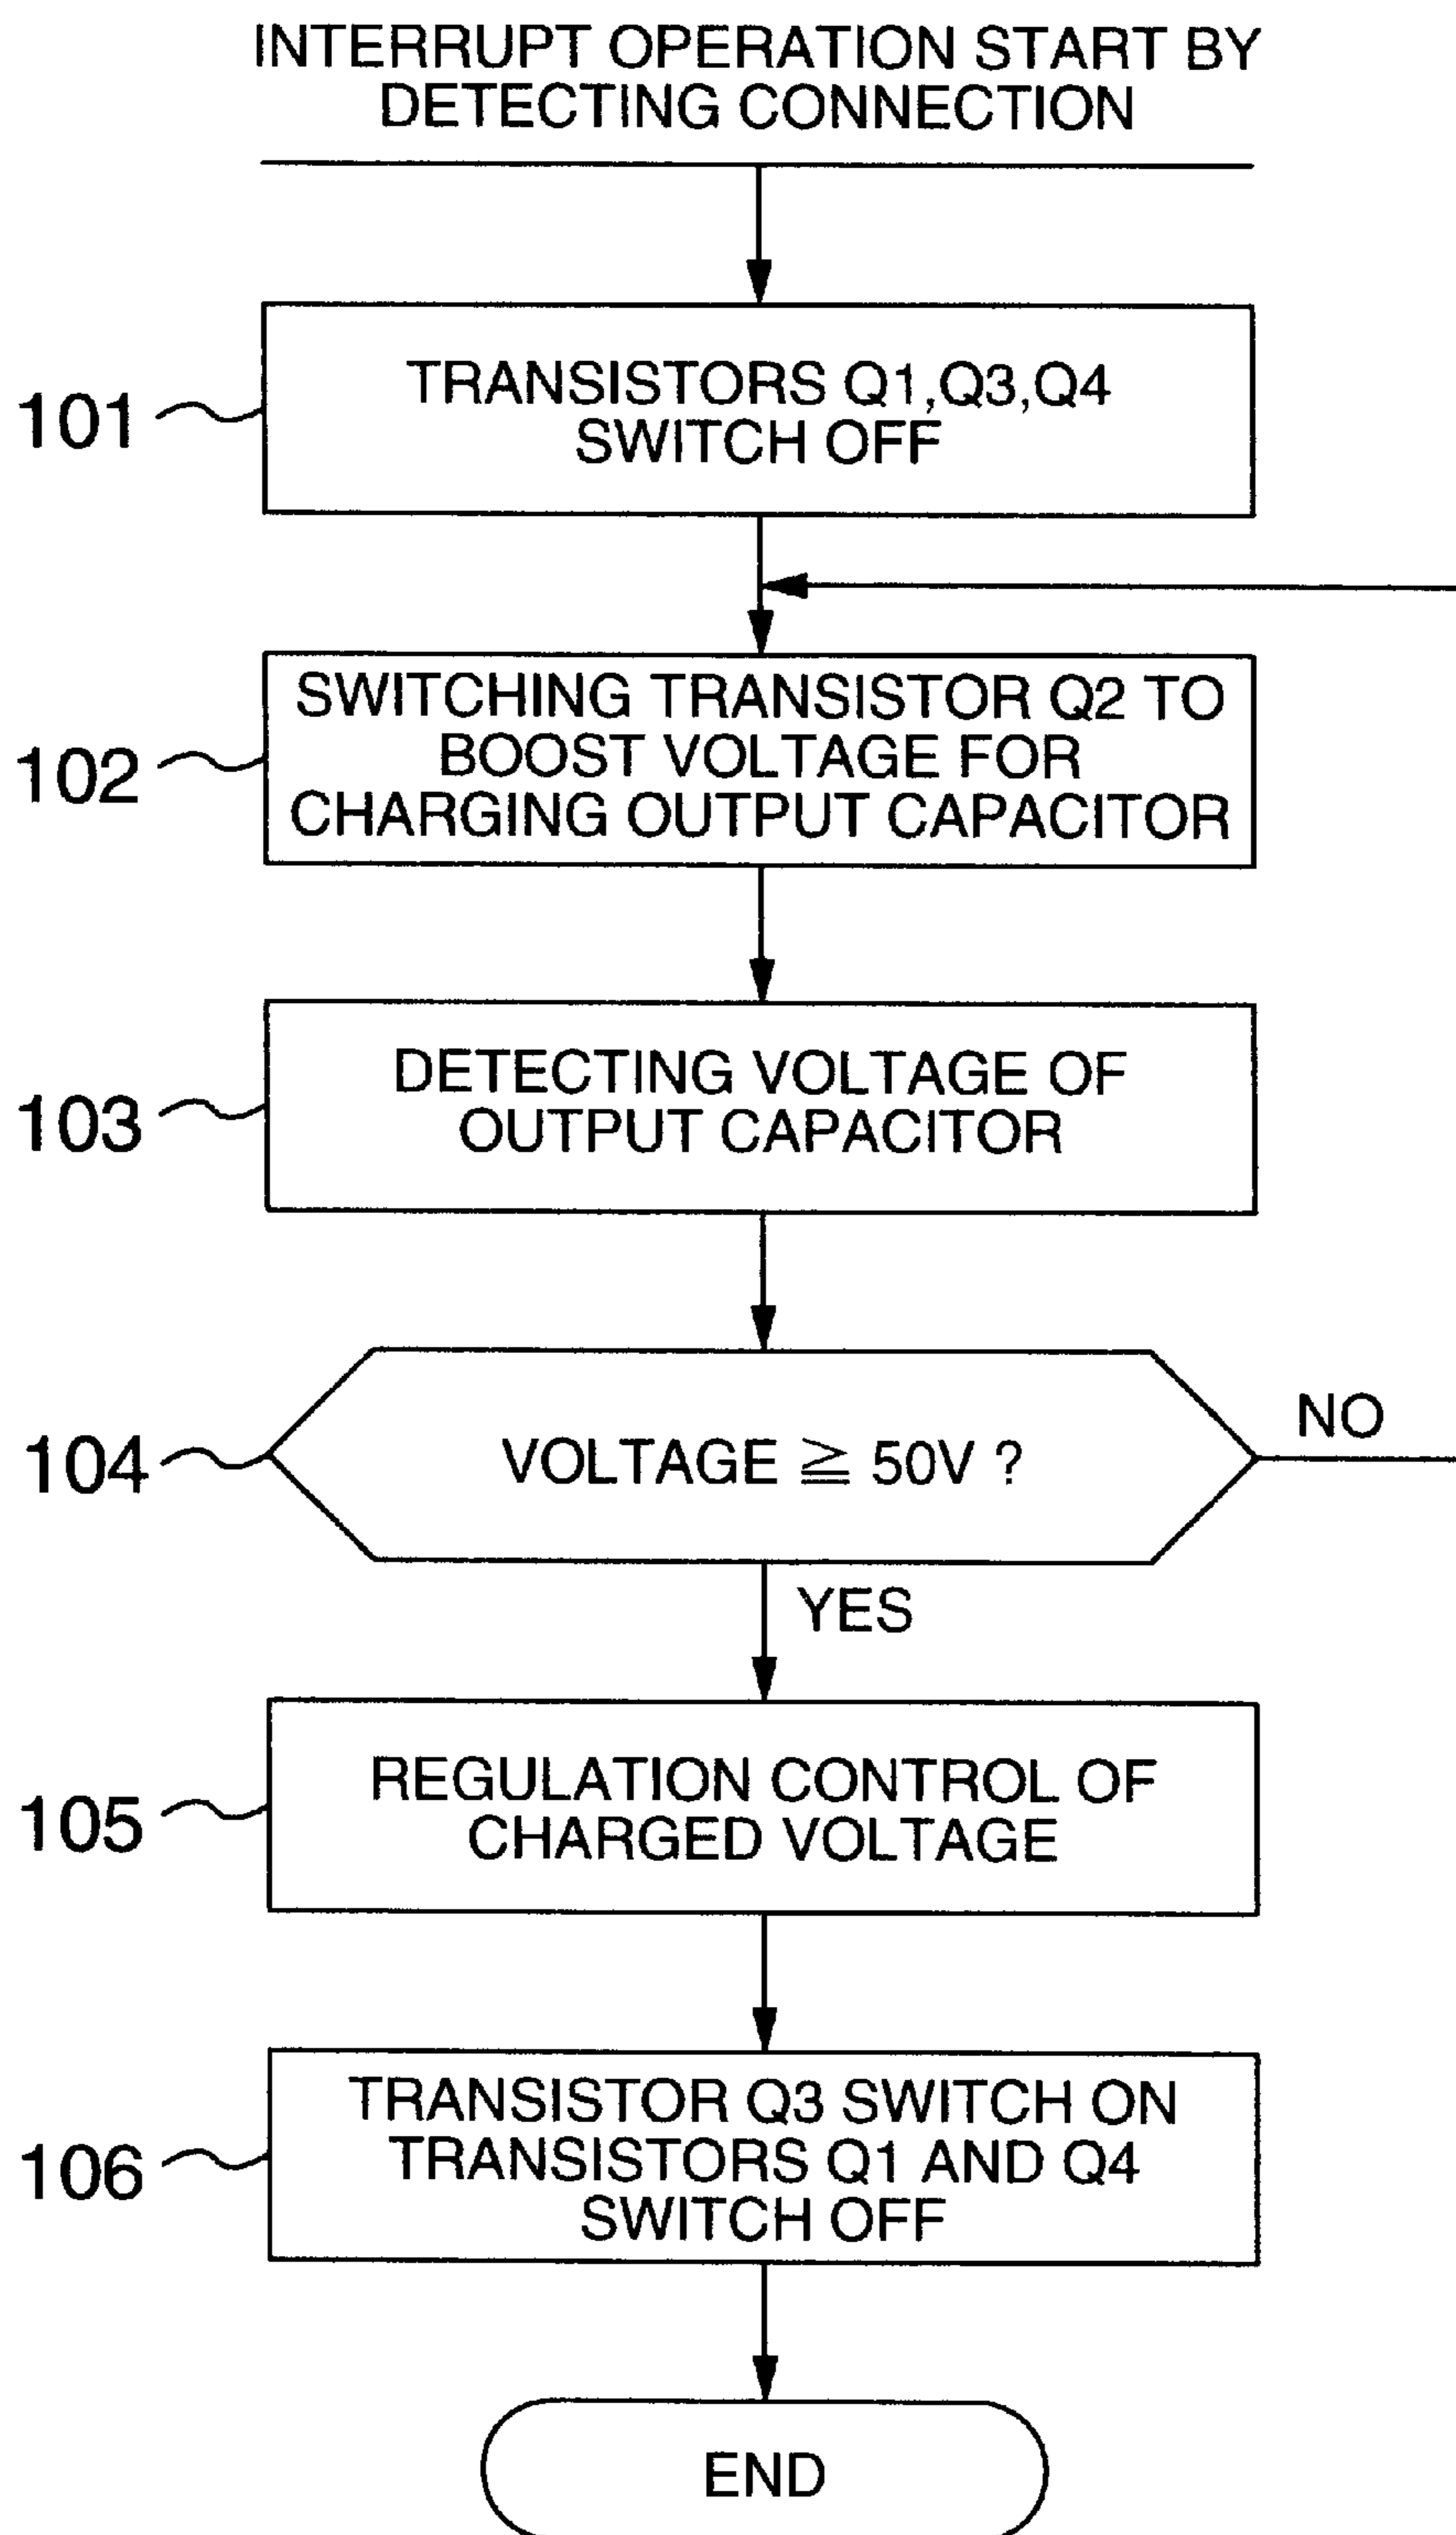 INTERRUPT OPERATION START BY
DETECTING CONNECTION
101
TRANSISTORS Q1,Q3,Q4
SWITCH OFF
102
SWITCHING TRANSISTOR Q2 TO
BOOST VOLTAGE FOR
CHARGING OUTPUT CAPACITOR
103
DETECTING VOLTAGE OF
OUTPUT CAPACITOR
104
VOLTAGE ≧ 50V ?
NO
YES
105
REGULATION CONTROL OF
CHARGED VOLTAGE
106
TRANSISTOR Q3 SWITCH ON
TRANSISTORS Q1 AND Q4
SWITCH OFF
END